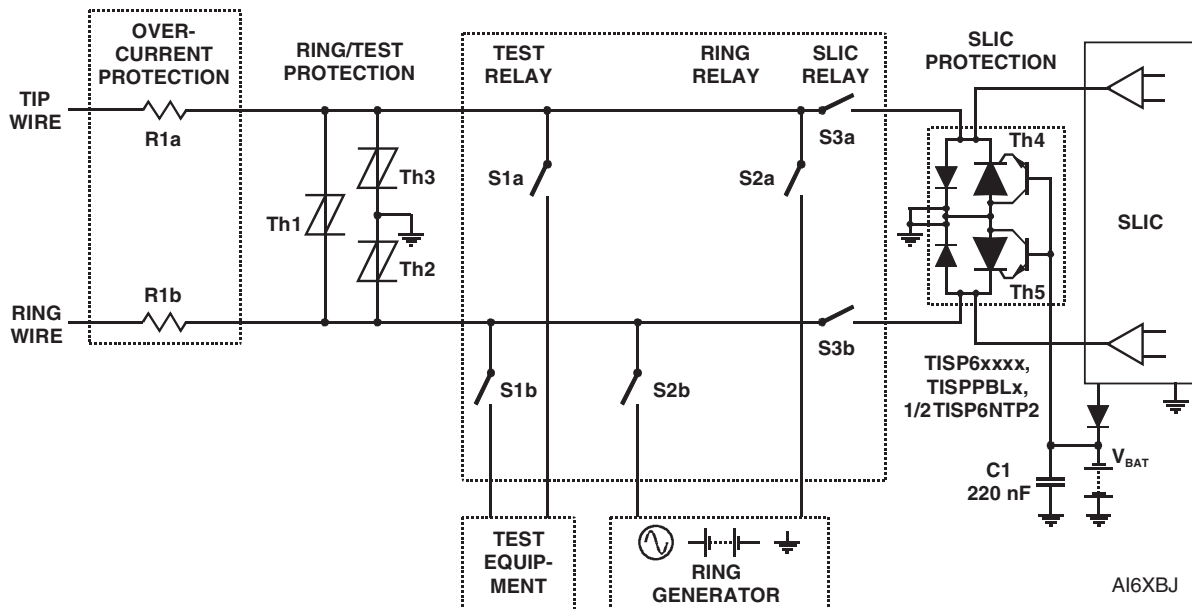 OVER-
CURRENT
PROTECTION
RING/TEST
PROTECTION
TEST
RELAY
RING
RELAY
SLIC
RELAY
SLIC
PROTECTION
TIP
WIRE
R1a
S3a
Th4
Th3
S1a
S2a
Th1
SLIC
Th2
R1b
Th5
RING
WIRE
S3b
TISP6xxxx,
TISPPBLx,
1/2TISP6NTP2
S1b
S2b
VBAT
C1
220 nF
TEST
EQUIP-
MENT
RING
GENERATOR
AI6XBJ